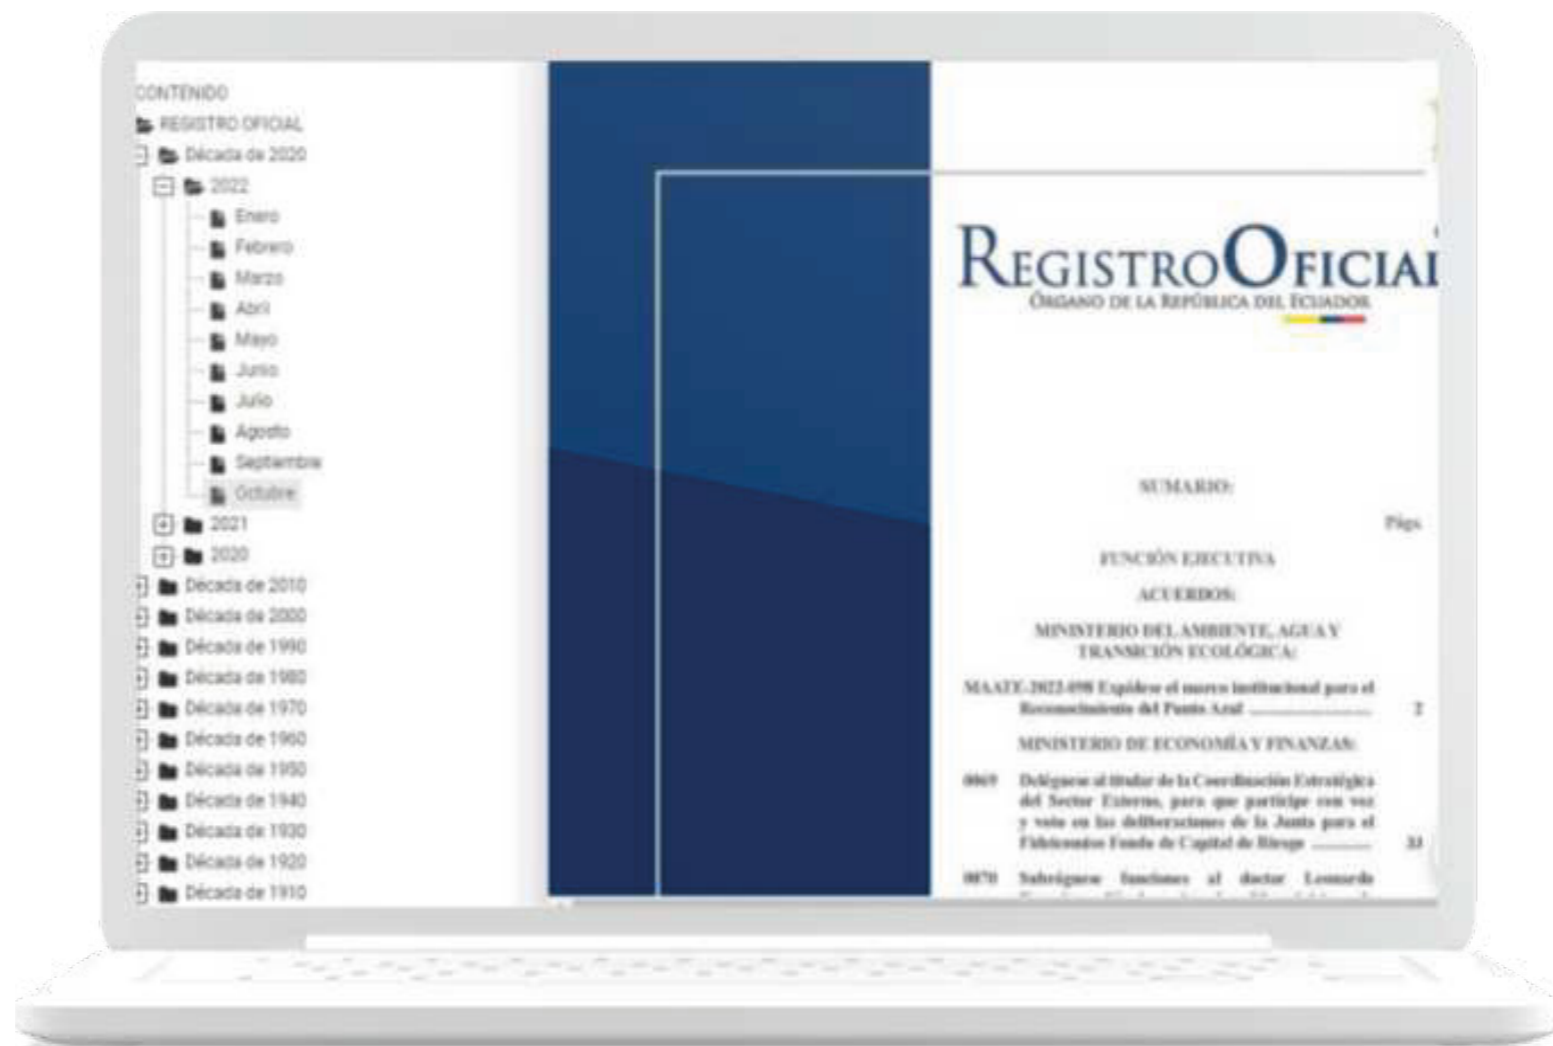 CONTENIDO
REGISTRO OFICIAL
Década de 2020
2022
Enero
Febrero
Marzo
Abril
Mayo
Junio
Julio
Agosto
Septiembre
Octubre
2021
2020
Década de 2010
Década de 2000
Década de 1990
Década de 1980
Década de 1970
Década de 1960
Década de 1950
Década de 1940
Década de 1930
Década de 1920
Década de 1910
REGISTRO OFICIAL
ÓRGANO DE LA REPÚBLICA DEL ECUADOR
SUMARIO:
Págs.
FUNCIÓN EJECUTIVA
ACUERDOS:
MINISTERIO DEL AMBIENTE, AGUA Y
TRANSICIÓN ECOLÓGICA:
MAATE-2022-098 Expídese el marco institucional para el
Reconocimiento del Punto Azul 2
MINISTERIO DE ECONOMÍA Y FINANZAS:
0069 Deléguese al titular de la Coordinación Estratégica
del Sector Externo, para que participe con voz
y voto en las deliberaciones de la Junta para el
Fideicomiso Fondo de Capital de Riesgo 33
0070 Subróguese funciones al doctor Leonardo